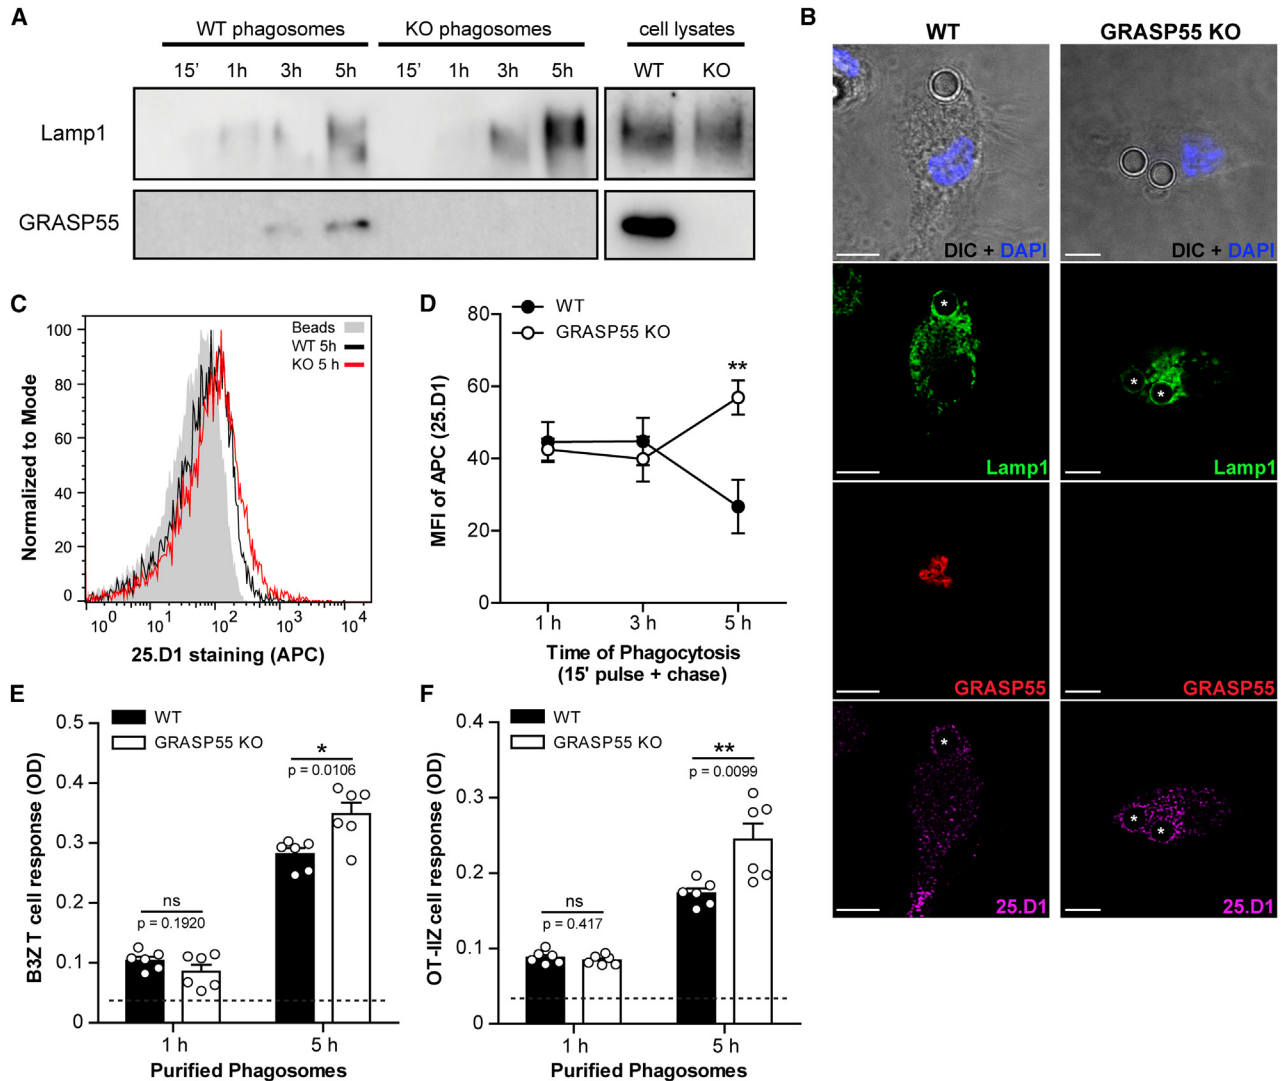 A
WT phagosomes
KO phagosomes
cell lysates
15' 1h 3h 5h 15' 1h 3h 5h WT KO
Lamp1
GRASP55
B
WT
GRASP55 KO
DIC + DAPI
DIC + DAPI
*
* *
Lamp1
Lamp1
GRASP55
GRASP55
*
* *
25.D1
25.D1
C
Normalized to Mode
100
80
60
40
20
0
Beads
WT 5h
KO 5 h
10^0 10^1 10^2 10^3 10^4
25.D1 staining (APC)
D
WT
GRASP55 KO
MFI of APC (25.D1)
80
60
40
20
0
**
1 h 3 h 5 h
Time of Phagocytosis
(15' pulse + chase)
E
WT
GRASP55 KO
B3Z T cell response (OD)
0.5
0.4
0.3
0.2
0.1
0
ns
p = 0.1920
*
p = 0.0106
1 h 5 h
Purified Phagosomes
F
WT
GRASP55 KO
OT-IIZ cell response (OD)
0.4
0.3
0.2
0.1
0
ns
p = 0.417
**
p = 0.0099
1 h 5 h
Purified Phagosomes